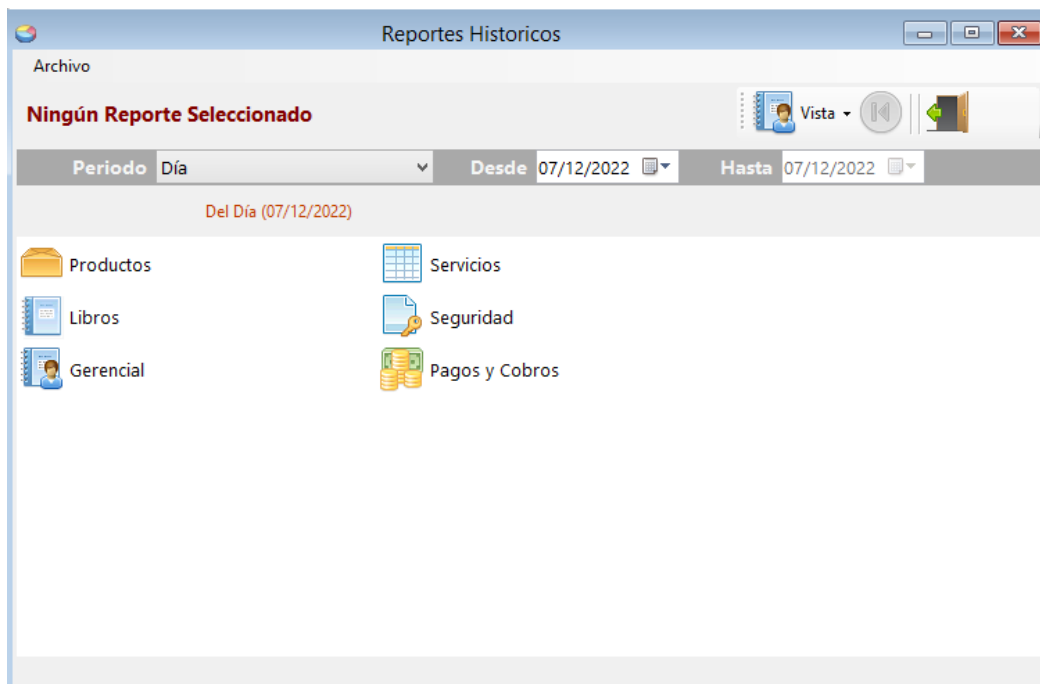 Reportes Historicos
Archivo
Ningún Reporte Seleccionado
Vista
Periodo Día Desde 07/12/2022 Hasta 07/12/2022
Del Día (07/12/2022)
Productos Servicios
Libros Seguridad
Gerencial Pagos y Cobros